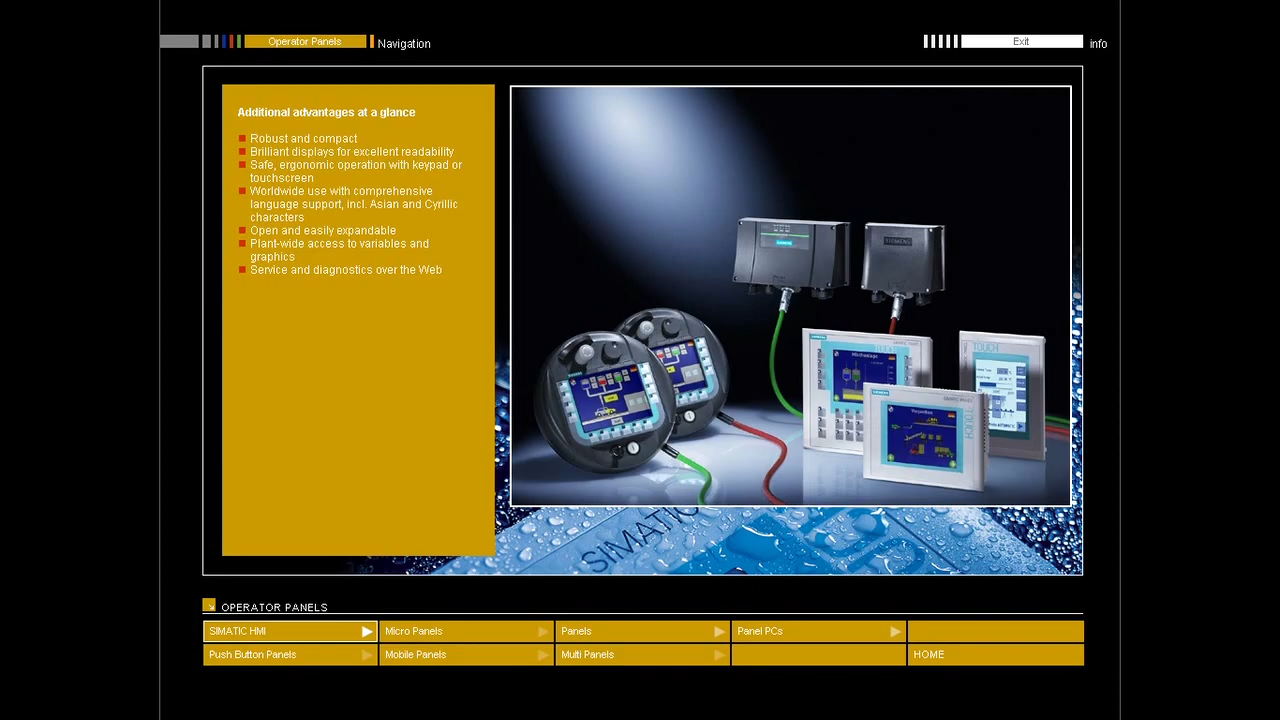 Operator Panels
Navigation
Exit
info
Additional advantages at a glance
Robust and compact
Brilliant displays for excellent readability
Safe, ergonomic operation with keypad or
touchscreen
Worldwide use with comprehensive
language support, incl. Asian and Cyrillic
characters
Open and easily expandable
Plant-wide access to variables and
graphics
Service and diagnostics over the Web
SIEMENS
TOUCH
TOUCH
SIMATIC
OPERATOR PANELS
SIMATIC HMI
Micro Panels
Panels
Panel PCs
Push Button Panels
Mobile Panels
Multi Panels
HOME